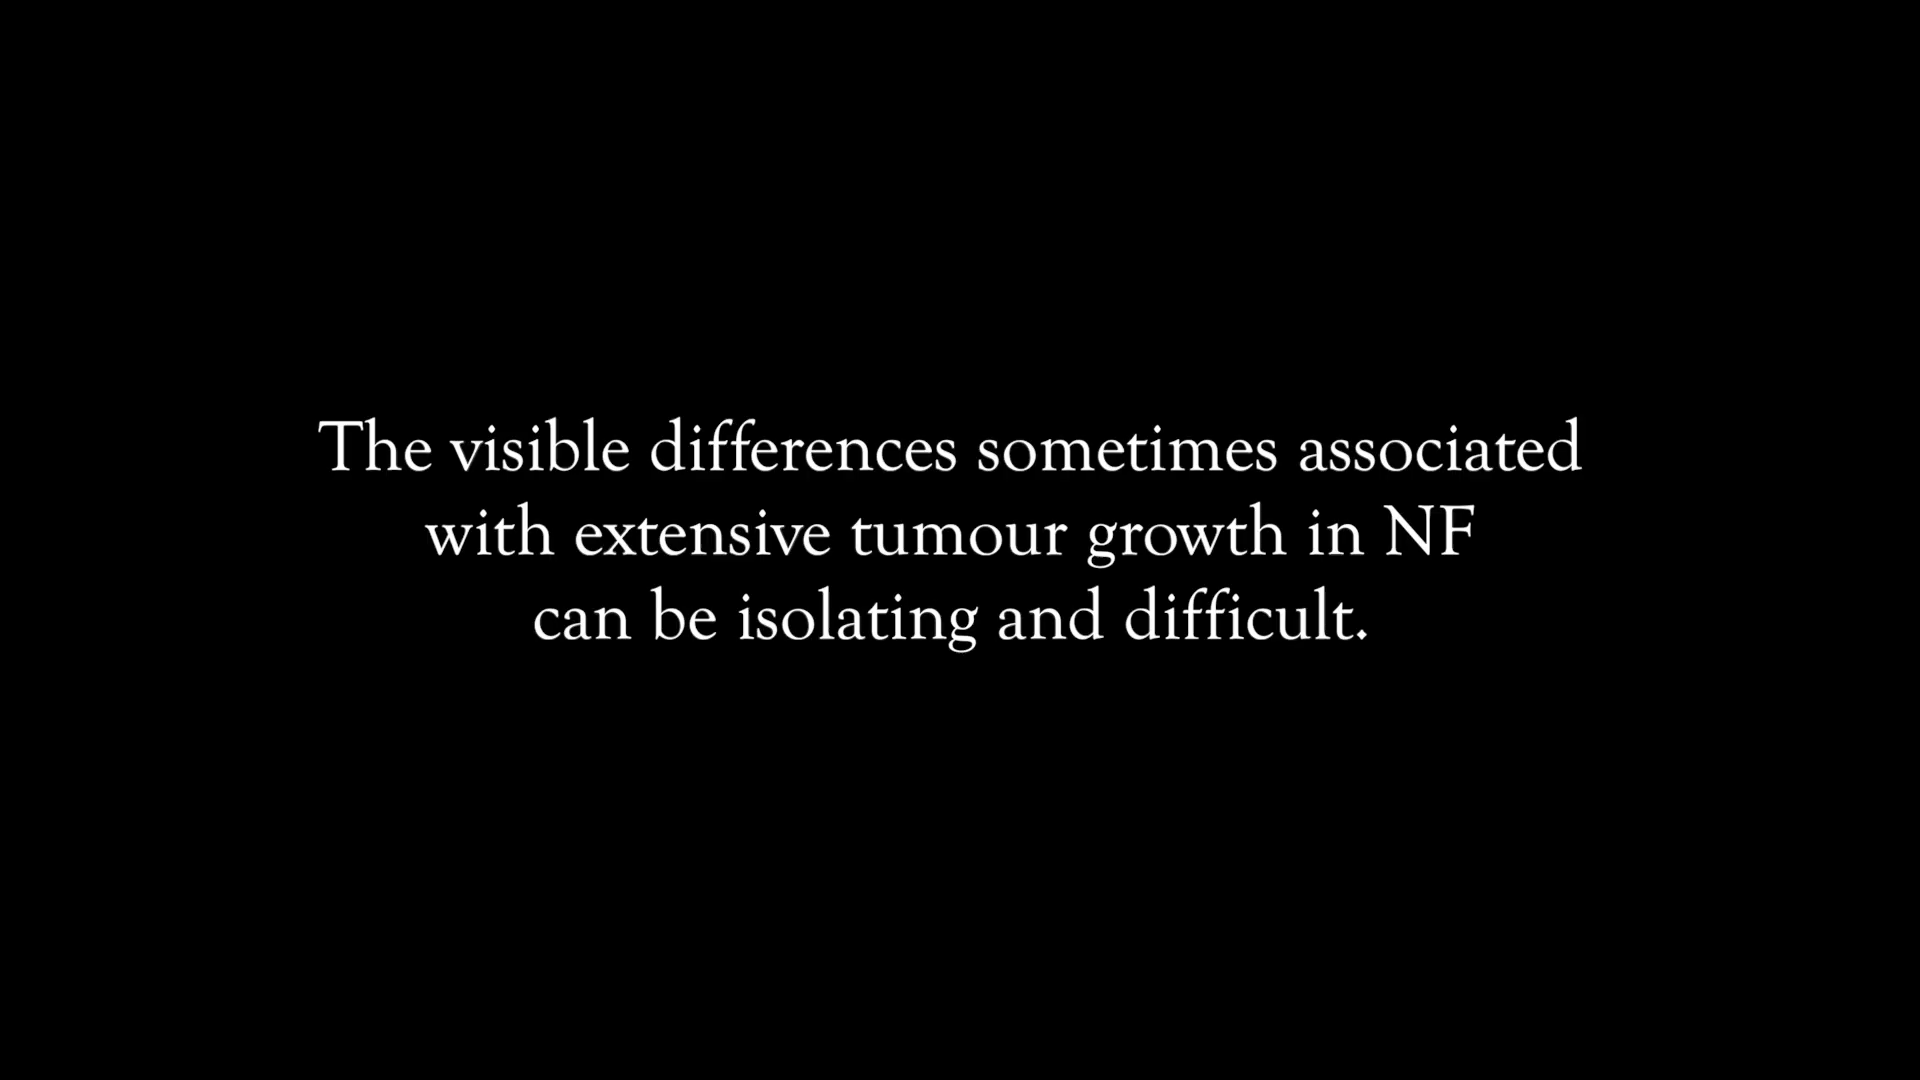 The visible differences sometimes associated
with extensive tumour growth in NF
can be isolating and difficult.